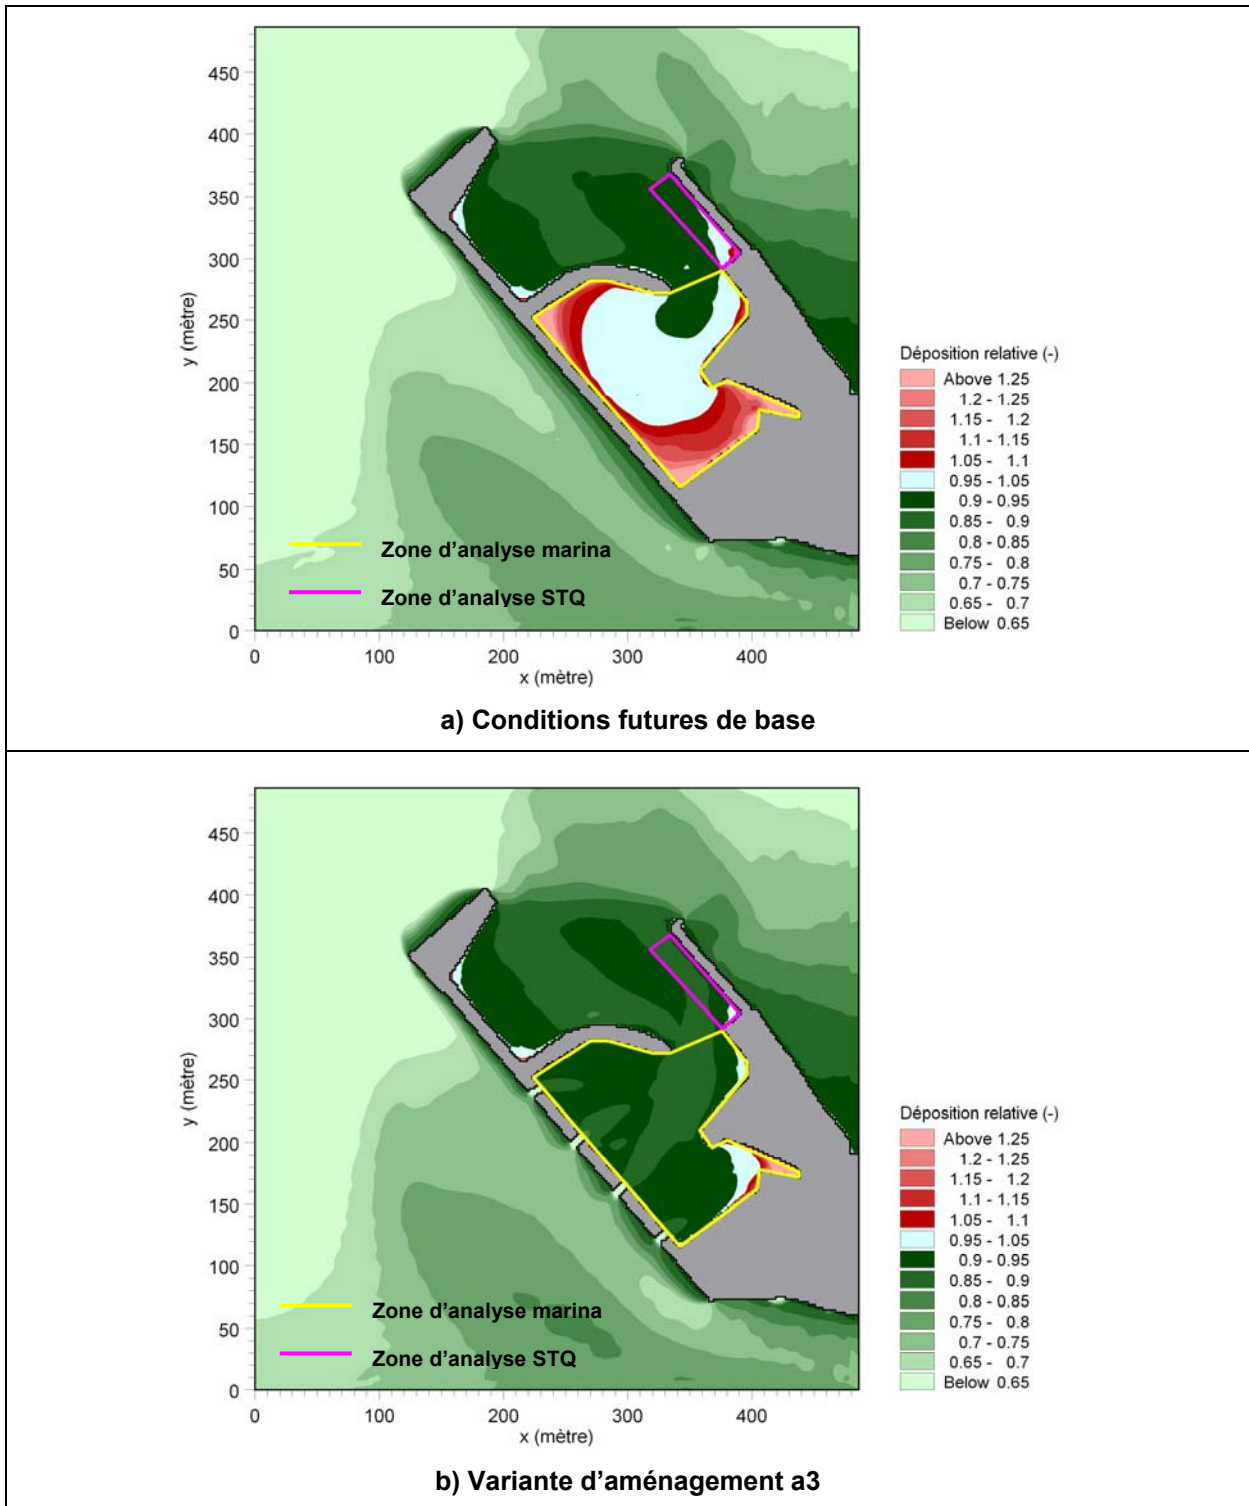 450
400
350
300
250
200
150
100
50
0
y (mètre)
0 100 200 300 400
x (mètre)
Zone d'analyse marina
Zone d'analyse STQ
Déposition relative (-)
Above 1.25
1.2 - 1.25
1.15 - 1.2
1.1 - 1.15
1.05 - 1.1
0.95 - 1.05
0.9 - 0.95
0.85 - 0.9
0.8 - 0.85
0.75 - 0.8
0.7 - 0.75
0.65 - 0.7
Below 0.65
a) Conditions futures de base
450
400
350
300
250
200
150
100
50
0
y (mètre)
0 100 200 300 400
x (mètre)
Zone d'analyse marina
Zone d'analyse STQ
Déposition relative (-)
Above 1.25
1.2 - 1.25
1.15 - 1.2
1.1 - 1.15
1.05 - 1.1
0.95 - 1.05
0.9 - 0.95
0.85 - 0.9
0.8 - 0.85
0.75 - 0.8
0.7 - 0.75
0.65 - 0.7
Below 0.65
b) Variante d'aménagement a3